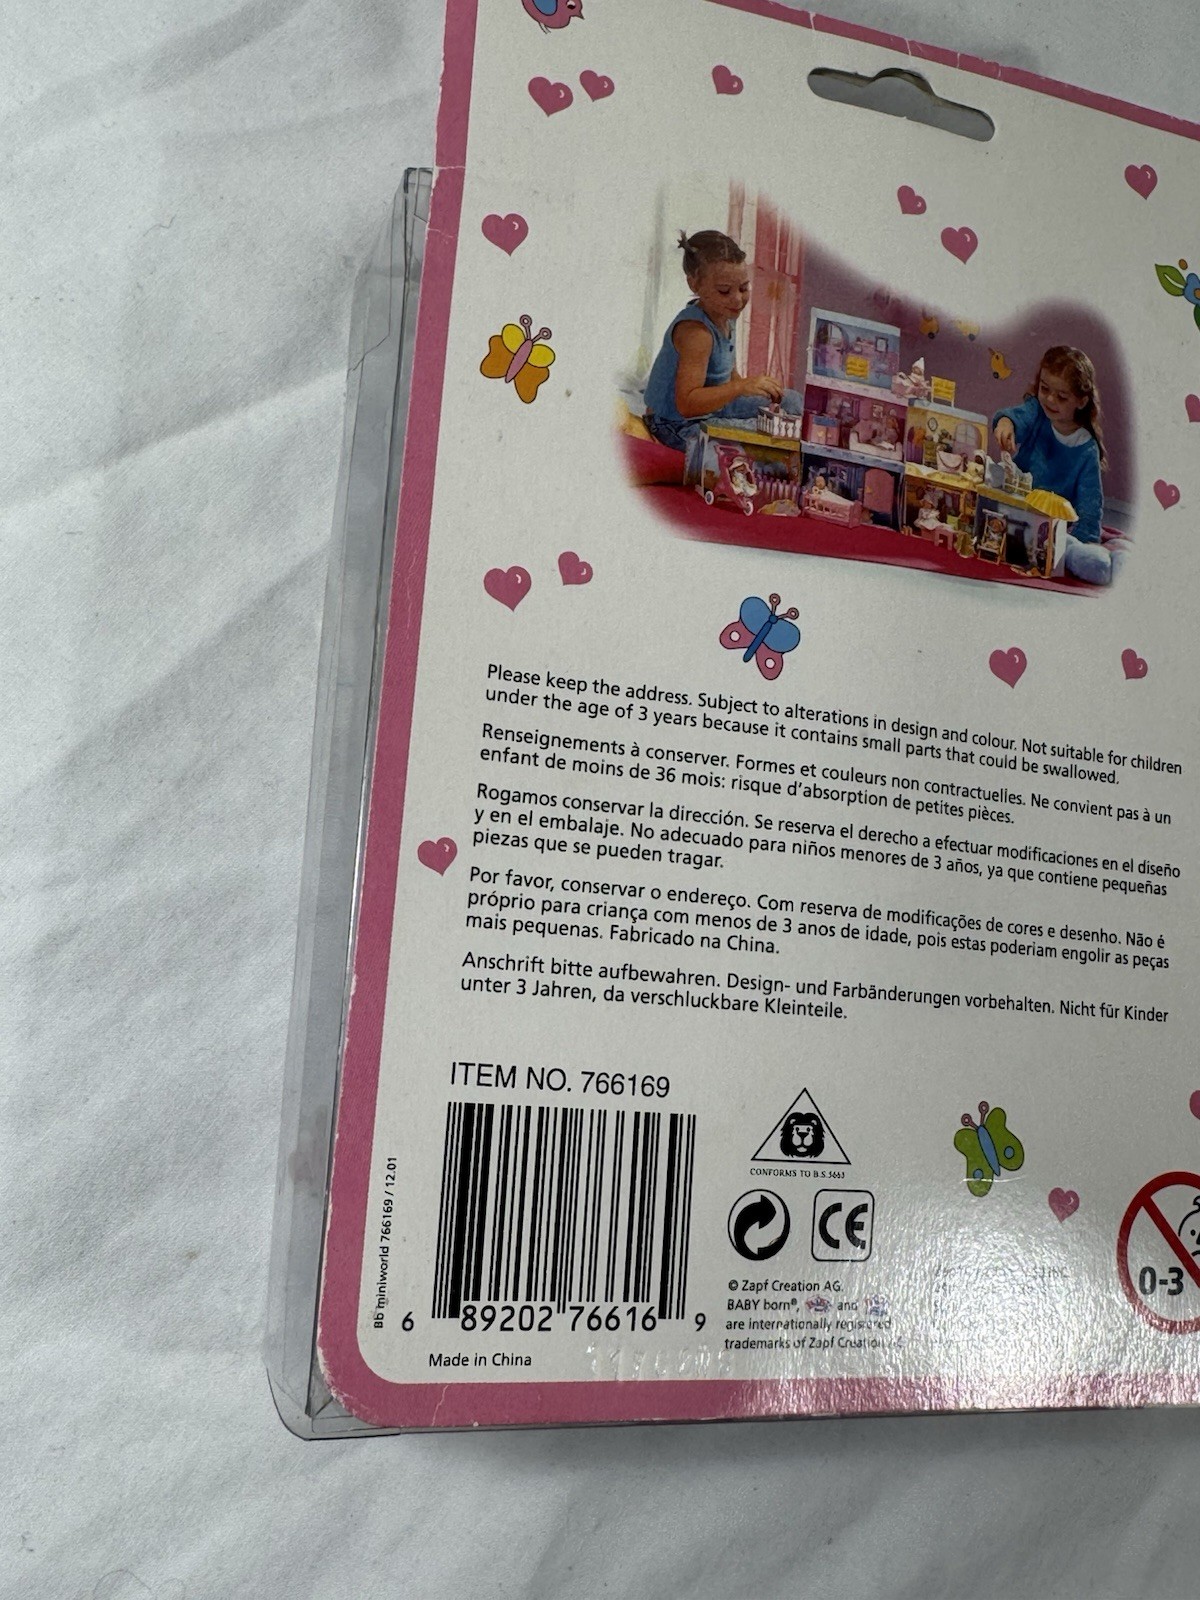 Please keep the address. Subject to alterations in design and colour. Not suitable for children
under the age of 3 years because it contains small parts that could be swallowed.
Renseignements à conserver. Formes et couleurs non contractuelles. Ne convient pas à un
enfant de moins de 36 mois: risque d'absorption de petites pièces.
Rogamos conservar la dirección. Se reserva el derecho a efectuar modificaciones en el diseño
y en el embalaje. No adecuado para niños menores de 3 años, ya que contiene pequeñas
piezas que se pueden tragar.
Por favor, conservar o endereço. Com reserva de modificações de cores e desenho. Não é
próprio para criança com menos de 3 anos de idade, pois estas poderiam engolir as peças
mais pequenas. Fabricado na China.
Anschrift bitte aufbewahren. Design- und Farbänderungen vorbehalten. Nicht für Kinder
unter 3 Jahren, da verschluckbare Kleinteile.
ITEM NO. 766169
Bb miniworld 766169 / 12.01
6 89202 76616 9
Made in China
CONFORMS TO B.S.5665
CE
© Zapf Creation AG.
BABY born®, and
are internationally registered
trademarks of Zapf Creation
0-3